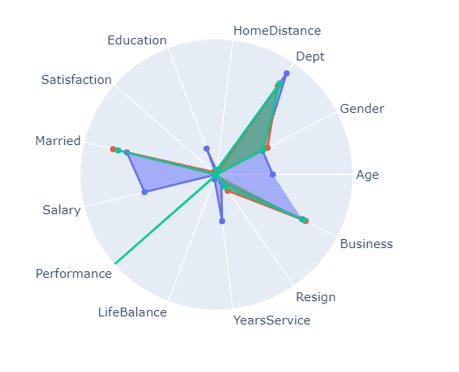 HomeDistance
Education
Dept
Satisfaction
Gender
Married
Age
Salary
Business
Performance
Resign
LifeBalance
YearsService